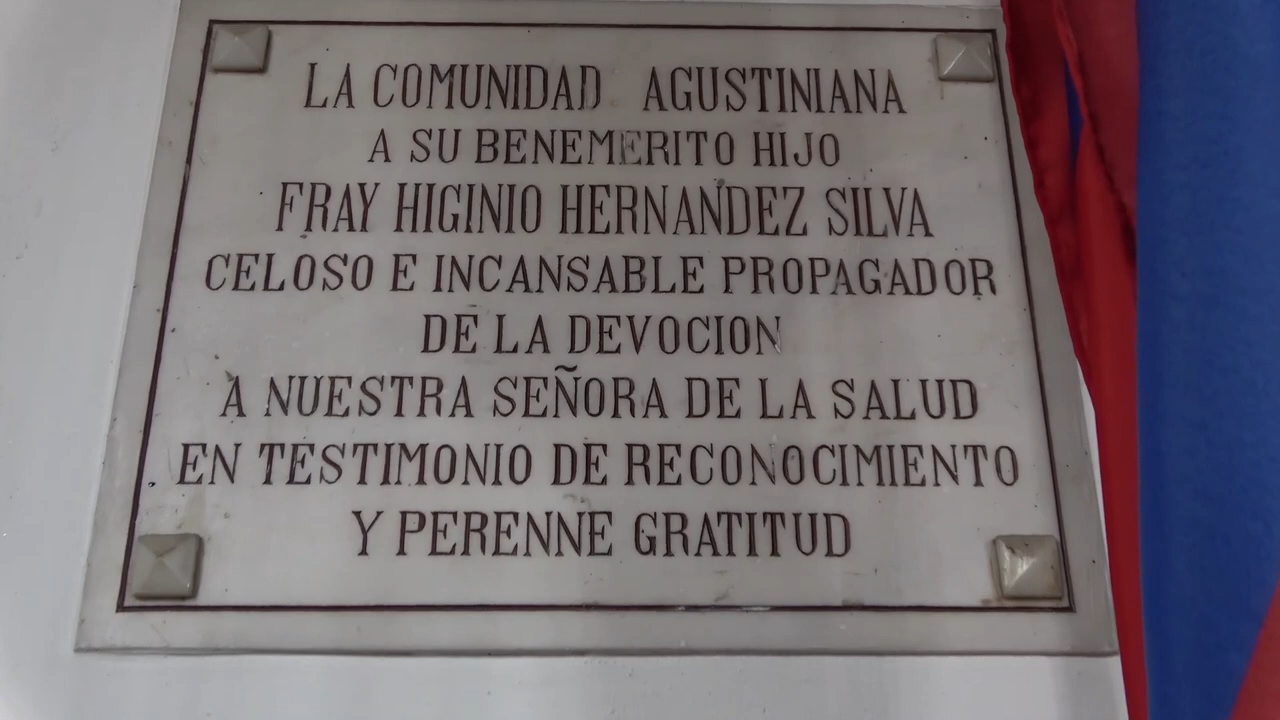 LA COMUNIDAD AGUSTINIANA
A SU BENEMERITO HIJO
FRAY HIGINIO HERNANDEZ SILVA
CELOSO E INCANSABLE PROPAGADOR
DE LA DEVOCION
A NUESTRA SEÑORA DE LA SALUD
EN TESTIMONIO DE RECONOCIMIENTO
Y PERENNE GRATITUD